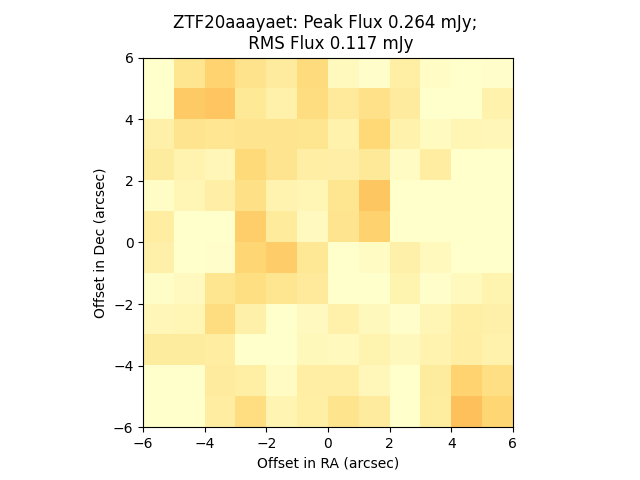 ZTF20aaayaet: Peak Flux 0.264 mJy;
RMS Flux 0.117 mJy
6
4
2
0
−2
−4
−6
Offset in Dec (arcsec)
−6 −4 −2 0 2 4 6
Offset in RA (arcsec)